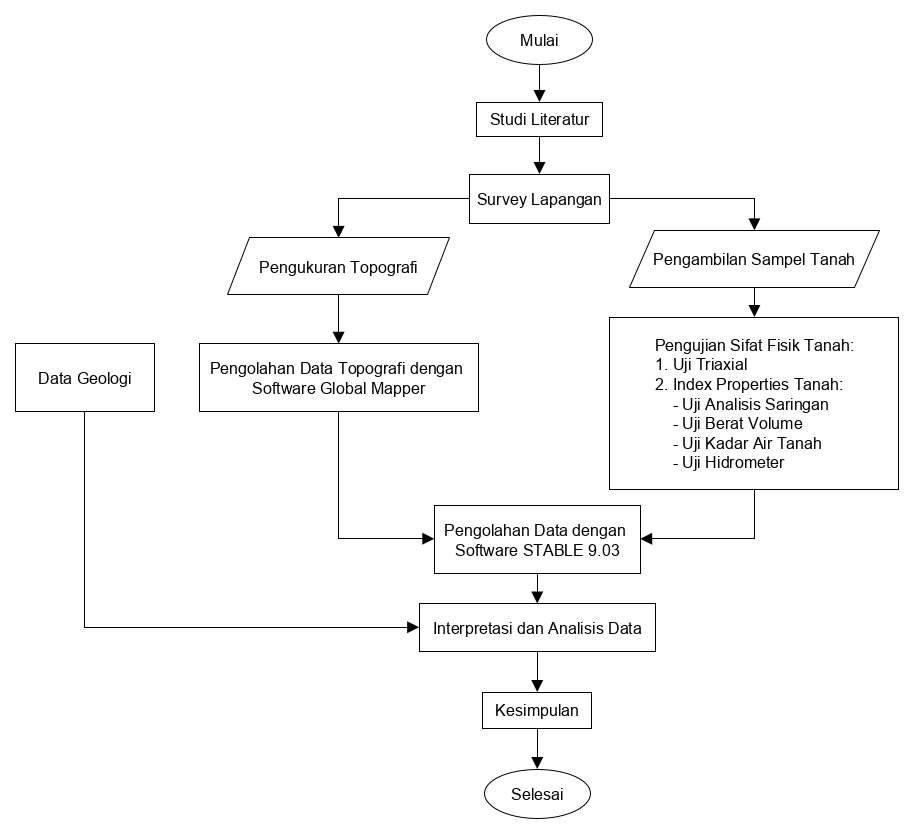 Mulai
Studi Literatur
Survey Lapangan
Pengukuran Topografi
Pengambilan Sampel Tanah
Data Geologi
Pengolahan Data Topografi dengan
Software Global Mapper
Pengujian Sifat Fisik Tanah:
1. Uji Triaxial
2. Index Properties Tanah:
- Uji Analisis Saringan
- Uji Berat Volume
- Uji Kadar Air Tanah
- Uji Hidrometer
Pengolahan Data dengan
Software STABLE 9.03
Interpretasi dan Analisis Data
Kesimpulan
Selesai